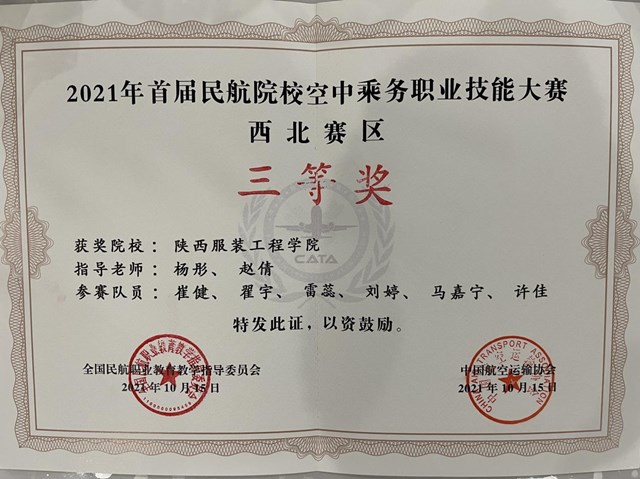 2021年首届民航院校空中乘务职业技能大赛
西北赛区
三等奖
CATA
获奖院校：陕西服装工程学院
指导老师：杨彤、赵倩
参赛队员：崔健、翟宇、雷蕊、刘婷、马嘉宁、许佳
特发此证，以资鼓励。
全国民航职业教育教学指导委员会
2021年10月15日
中国航空运输协会
2021年10月15日